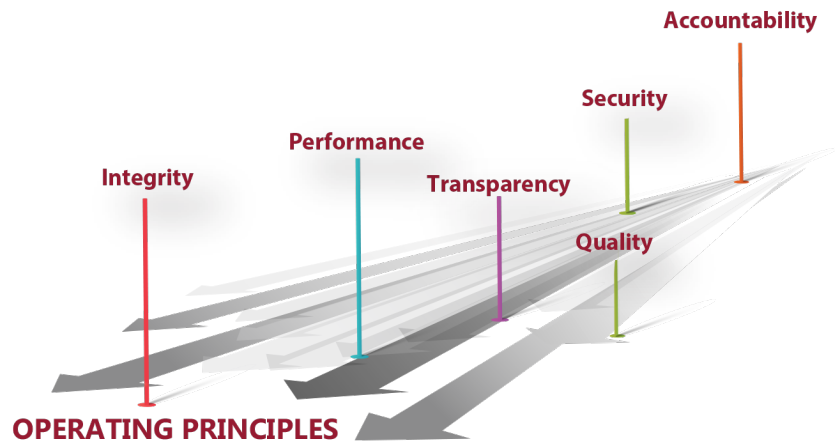 Accountability
Security
Performance
Integrity
Transparency
Quality
OPERATING PRINCIPLES